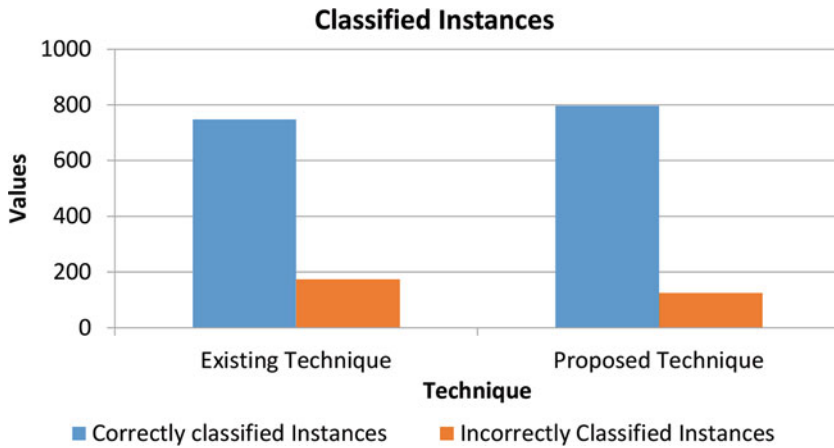 Classified Instances
1000
800
600
400
200
0
Values
Existing Technique
Proposed Technique
Technique
Correctly classified Instances
Incorrectly Classified Instances